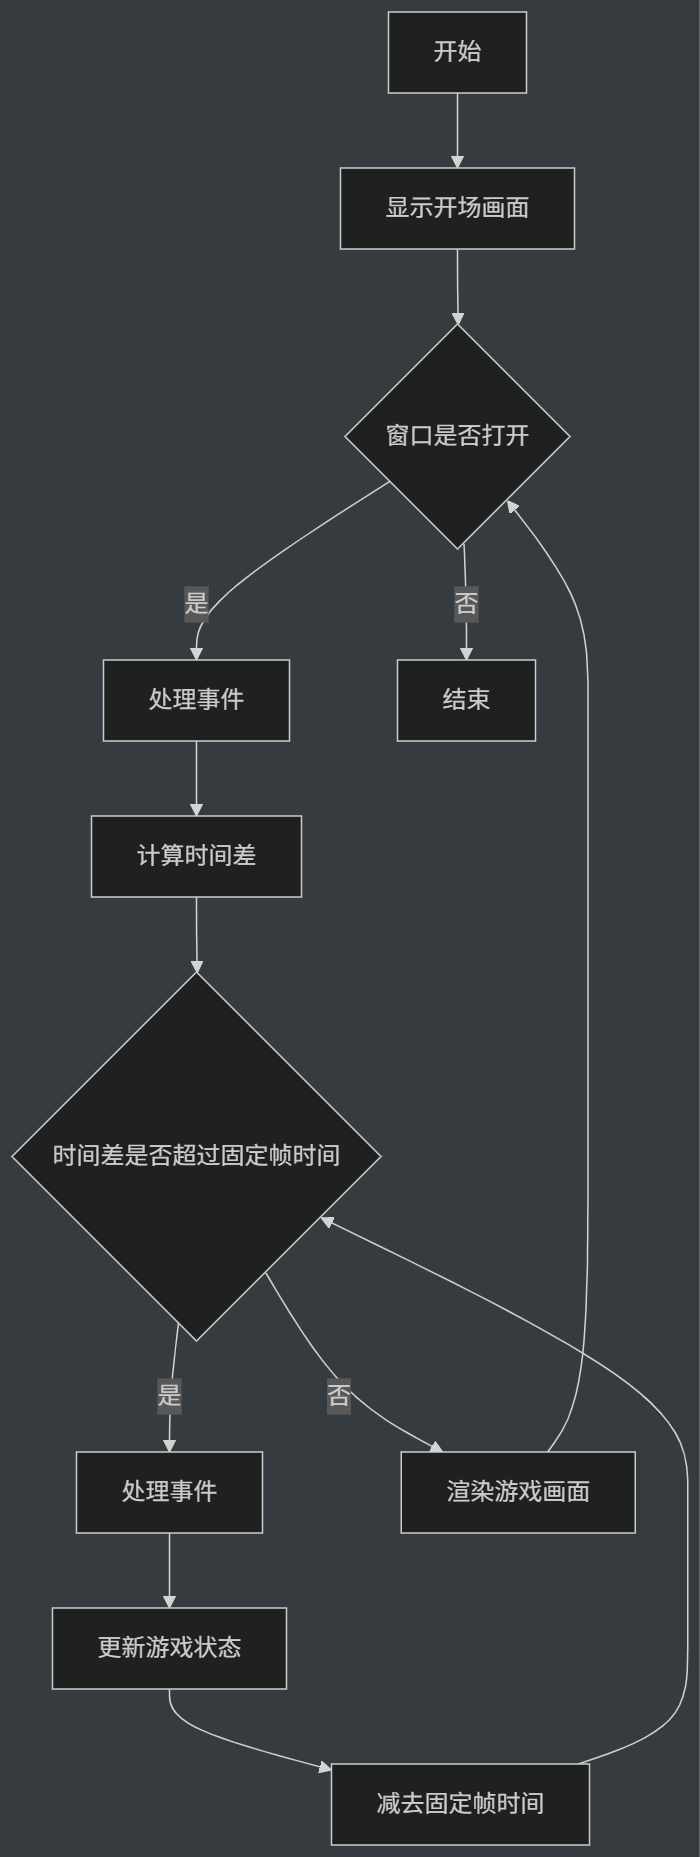 开始
显示开场画面
窗口是否打开
是
否
处理事件
结束
计算时间差
时间差是否超过固定帧时间
是
否
处理事件
渲染游戏画面
更新游戏状态
减去固定帧时间